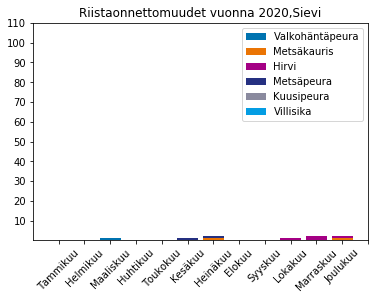 Riistaonnettomuudet vuonna 2020,Sievi
110
100
90
80
70
60
50
40
30
20
10
Valkohäntäpeura
Metsäkauris
Hirvi
Metsäpeura
Kuusipeura
Villisika
Tammikuu
Helmikuu
Maaliskuu
Huhtikuu
Toukokuu
Kesäkuu
Heinäkuu
Elokuu
Syyskuu
Lokakuu
Marraskuu
Joulukuu